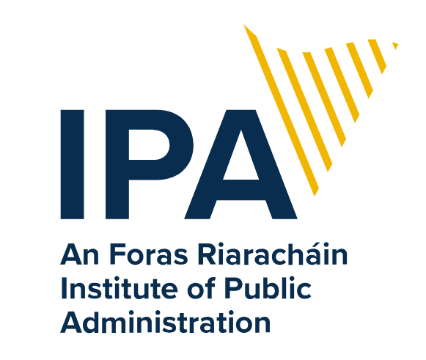 IPA
An Foras Riaracháin
Institute of Public
Administration